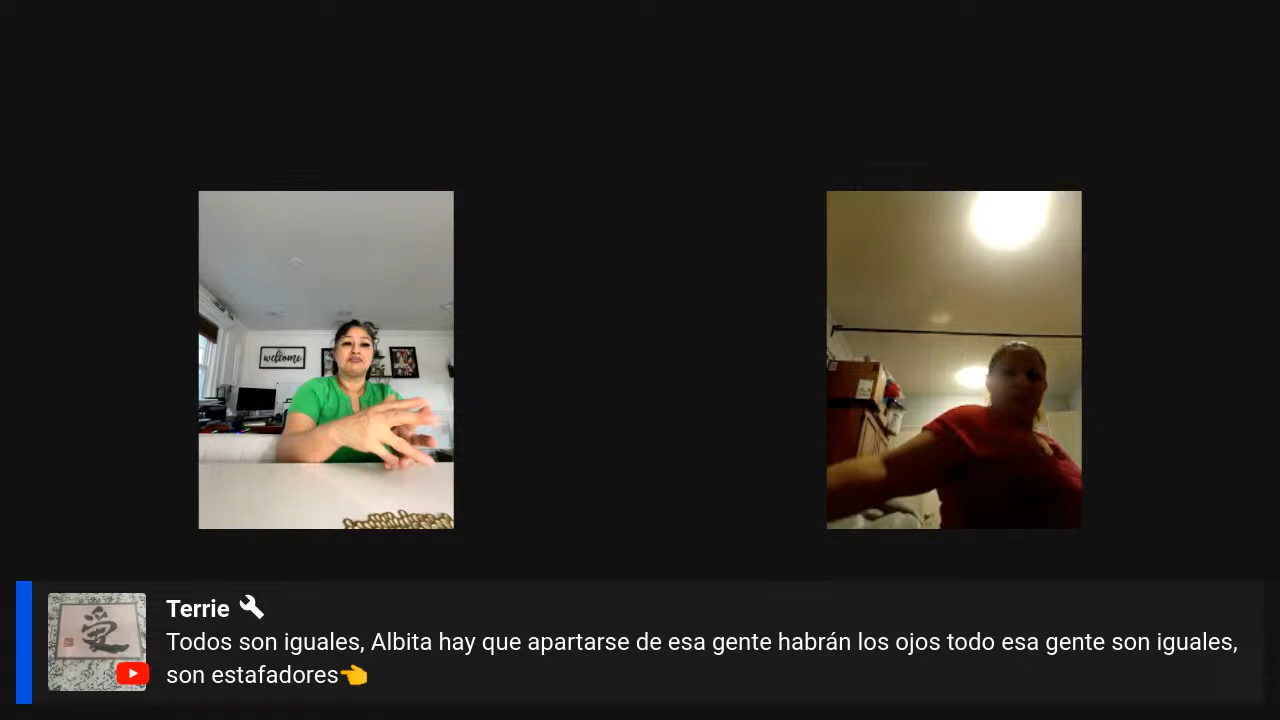 welcome
愛
Terrie
Todos son iguales, Albita hay que apartarse de esa gente habrán los ojos todo esa gente son iguales,
son estafadores👈